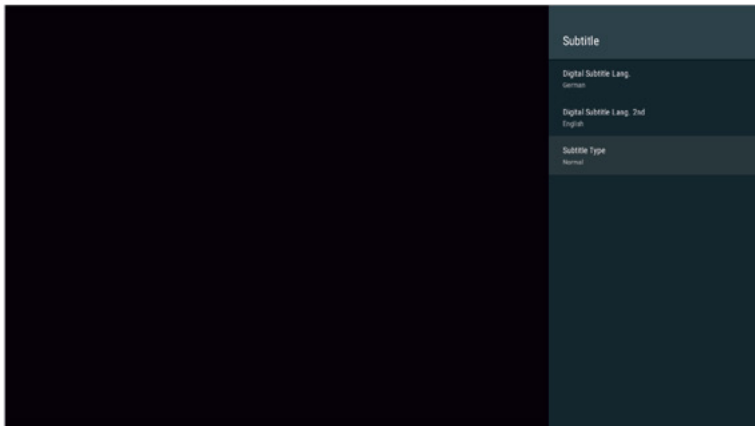 Subtitle
Digital Subtitle Lang.
German
Digital Subtitle Lang. 2nd
English
Subtitle Type
Normal